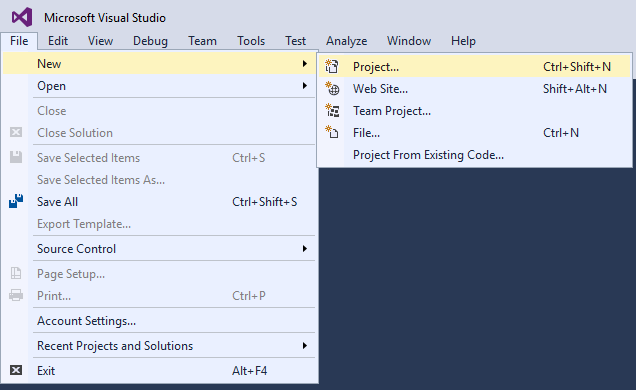 Microsoft Visual Studio
File Edit View Debug Team Tools Test Analyze Window Help
New
Open
Close
Close Solution
Save Selected Items Ctrl+S
Save Selected Items As...
Save All Ctrl+Shift+S
Export Template...
Source Control
Page Setup...
Print... Ctrl+P
Account Settings...
Recent Projects and Solutions
Exit Alt+F4
Project... Ctrl+Shift+N
Web Site... Shift+Alt+N
Team Project...
File... Ctrl+N
Project From Existing Code...